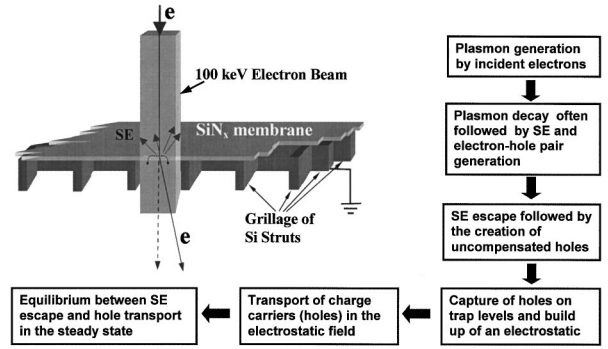 e
100 keV Electron Beam
SE
SiNx membrane
Grillage of
Si Struts
e
Plasmon generation
by incident electrons
Plasmon decay often
followed by SE and
electron-hole pair
generation
SE escape followed by
the creation of
uncompensated holes
Capture of holes on
trap levels and build
up of an electrostatic
Transport of charge
carriers (holes) in the
electrostatic field
Equilibrium between SE
escape and hole transport
in the steady state